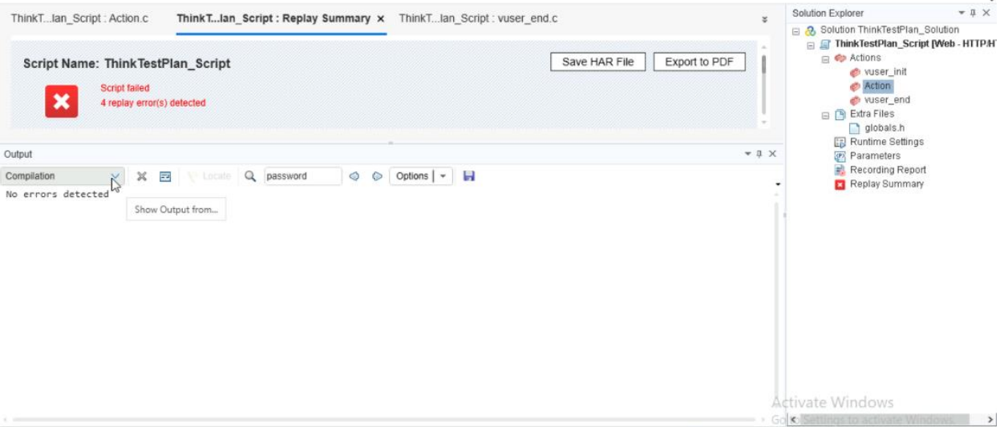 ThinkT...lan_Script : Action.c
ThinkT...lan_Script : Replay Summary x
ThinkT...lan_Script : vuser_end.c
Script Name: ThinkTestPlan_Script
Save HAR File
Export to PDF
Script failed
4 replay error(s) detected
Output
Compilation
Locate
password
Options
No errors detected
Show Output from...
Solution Explorer
Solution ThinkTestPlan_Solution
ThinkTestPlan_Script [Web - HTTP/HT
Actions
vuser_init
Action
vuser_end
Extra Files
globals.h
Runtime Settings
Parameters
Recording Report
Replay Summary
Activate Windows
Go to Settings to activate Windows.